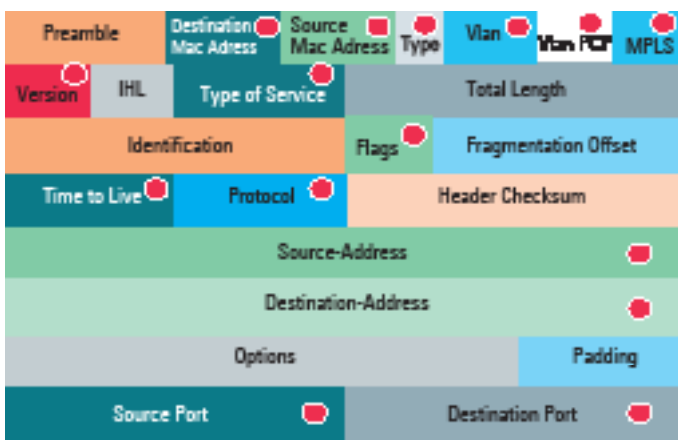 Preamble
Destination
Mac Adress
Source
Mac Adress
Type
Vlan
Vlan PCP
MPLS
Version
IHL
Type of Service
Total Length
Identification
Flags
Fragmentation Offset
Time to Live
Protocol
Header Checksum
Source-Address
Destination-Address
Options
Padding
Source Port
Destination Port